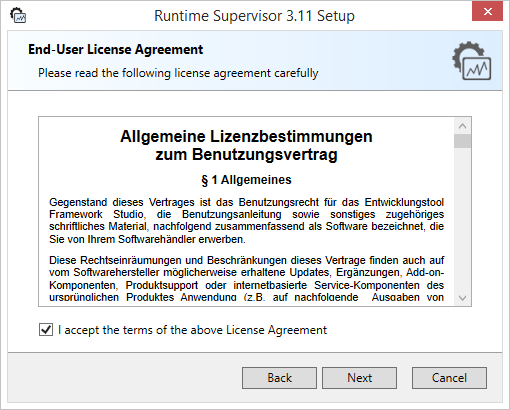 Runtime Supervisor 3.11 Setup
End-User License Agreement
Please read the following license agreement carefully
Allgemeine Lizenzbestimmungen
zum Benutzungsvertrag
§ 1 Allgemeines
Gegenstand dieses Vertrages ist das Benutzungsrecht für das Entwicklungstool
Framework Studio, die Benutzungsanleitung sowie sonstiges zugehöriges
schriftliches Material, nachfolgend zusammenfassend als Software bezeichnet, die
Sie von Ihrem Softwarehändler erwerben.
Diese Rechtseinräumungen und Beschränkungen dieses Vertrage finden auch auf
vom Softwarehersteller möglicherweise erhaltene Updates, Ergänzungen, Add-on-
Komponenten, Produktsupport oder internetbasierte Service-Komponenten des
ursprünglichen Produktes Anwendung (z.B. auf nachfolgende Ausgaben von
I accept the terms of the above License Agreement
Back Next Cancel